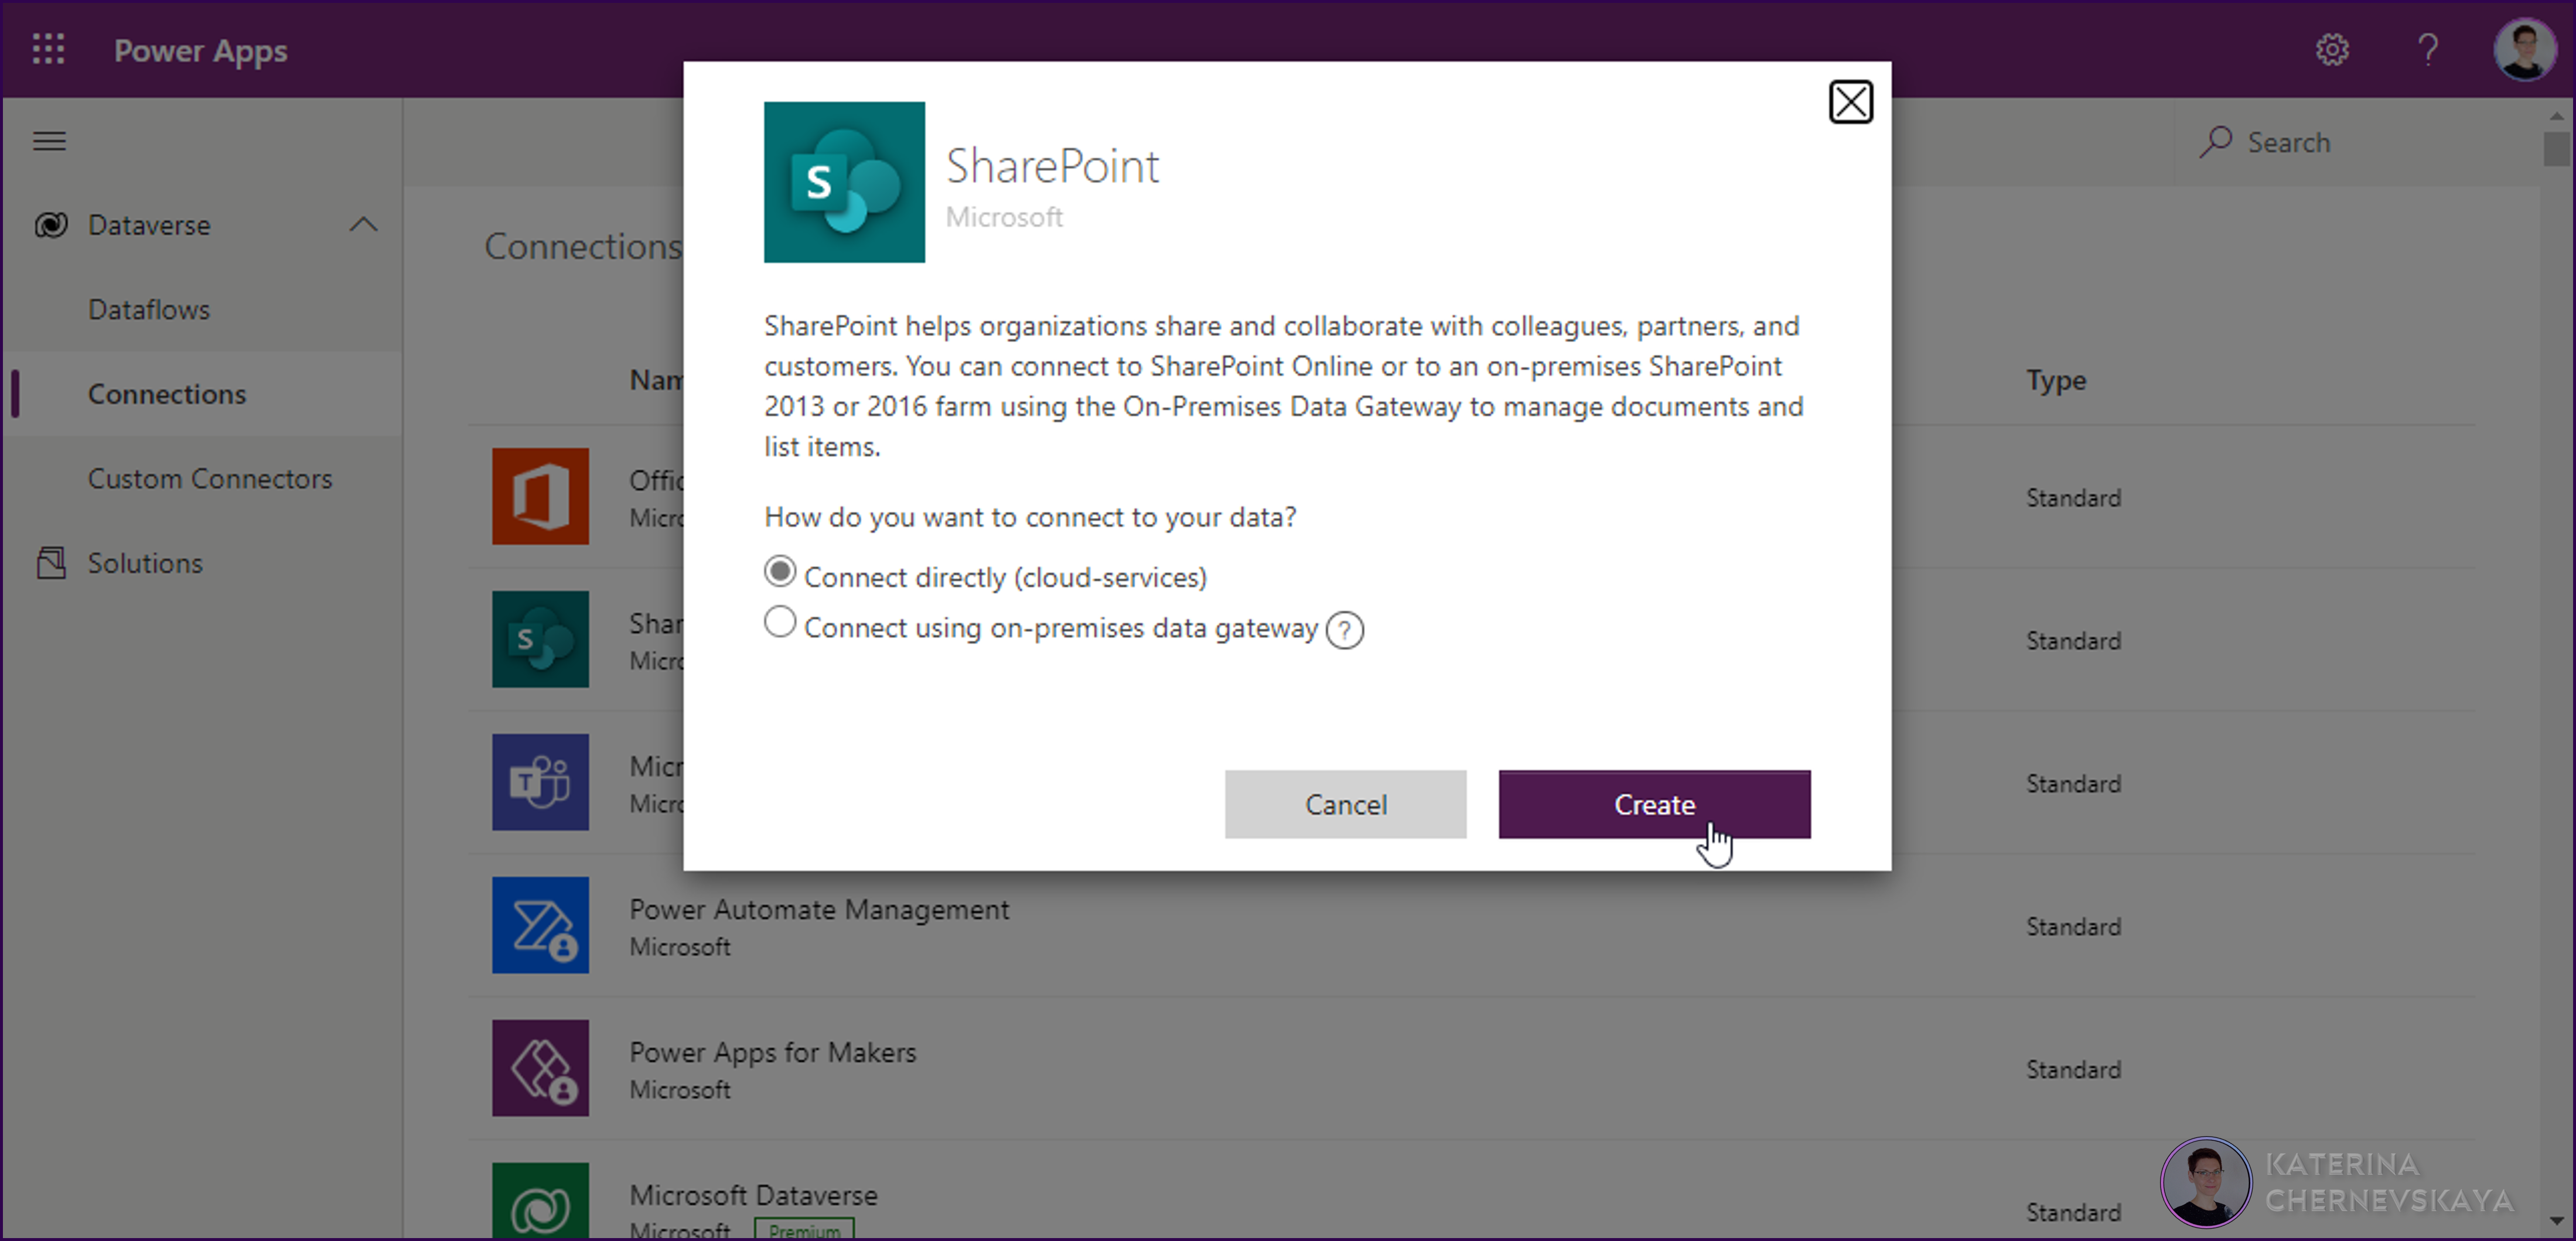 Power Apps
Search
Dataverse
Dataflows
Connections
Custom Connectors
Solutions
Connections
Nam
Type
Offic
Micro
Standard
Shar
Micro
Standard
Micr
Micro
Standard
Power Automate Management
Microsoft
Standard
Power Apps for Makers
Microsoft
Standard
Microsoft Dataverse
Microsoft
Premium
Standard
S
SharePoint
Microsoft
SharePoint helps organizations share and collaborate with colleagues, partners, and
customers. You can connect to SharePoint Online or to an on-premises SharePoint
2013 or 2016 farm using the On-Premises Data Gateway to manage documents and
list items.
How do you want to connect to your data?
Connect directly (cloud-services)
Connect using on-premises data gateway ?
Cancel
Create
KATERINA
CHERNEVSKAYA